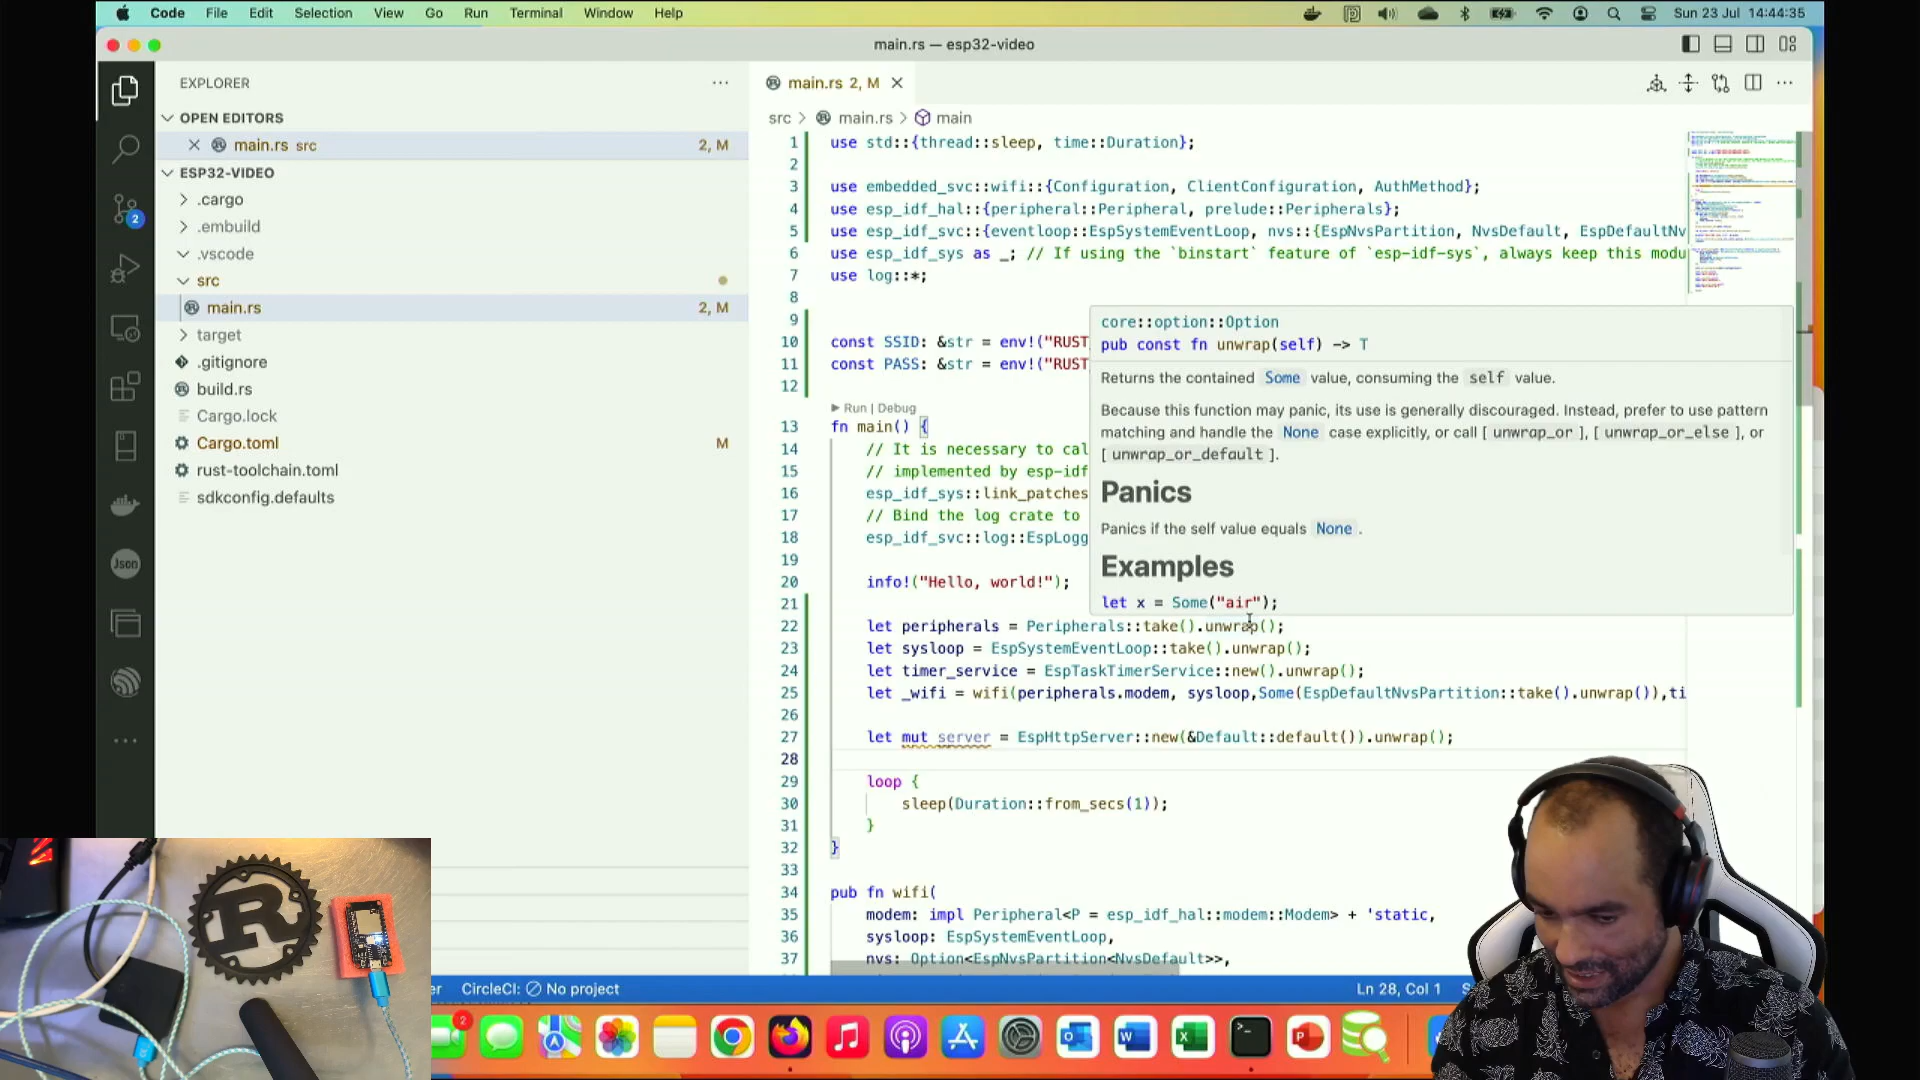 Code File Edit Selection View Go Run Terminal Window Help Sun 23 Jul 14:44:35
main.rs — esp32-video
EXPLORER
OPEN EDITORS
main.rs src 2, M
ESP32-VIDEO
.cargo
.embuild
.vscode
src
main.rs 2, M
target
.gitignore
build.rs
Cargo.lock
Cargo.toml M
rust-toolchain.toml
sdkconfig.defaults
2
Json
main.rs 2, M
src > main.rs > main
1 use std::{thread::sleep, time::Duration};
2
3 use embedded_svc::wifi::{Configuration, ClientConfiguration, AuthMethod};
4 use esp_idf_hal::{peripheral::Peripheral, prelude::Peripherals};
5 use esp_idf_svc::{eventloop::EspSystemEventLoop, nvs::{EspNvsPartition, NvsDefault, EspDefaultNv
6 use esp_idf_sys as _; // If using the `binstart` feature of `esp-idf-sys`, always keep this modu
7 use log::*;
8
9
10 const SSID: &str = env!("RUST
11 const PASS: &str = env!("RUST
12
Run | Debug
13 fn main() {
14 // It is necessary to cal
15 // implemented by esp-idf
16 esp_idf_sys::link_patches
17 // Bind the log crate to
18 esp_idf_svc::log::EspLogg
19
20 info!("Hello, world!");
21
22 let peripherals = Peripherals::take().unwrap();
23 let sysloop = EspSystemEventLoop::take().unwrap();
24 let timer_service = EspTaskTimerService::new().unwrap();
25 let _wifi = wifi(peripherals.modem, sysloop,Some(EspDefaultNvsPartition::take().unwrap()),ti
26
27 let mut server = EspHttpServer::new(&Default::default()).unwrap();
28
29 loop {
30 sleep(Duration::from_secs(1));
31 }
32 }
33
34 pub fn wifi(
35 modem: impl Peripheral<P = esp_idf_hal::modem::Modem> + 'static,
36 sysloop: EspSystemEventLoop,
37 nvs: Option<EspNvsPartition<NvsDefault>>,
core::option::Option
pub const fn unwrap(self) -> T
Returns the contained Some value, consuming the self value.
Because this function may panic, its use is generally discouraged. Instead, prefer to use pattern
matching and handle the None case explicitly, or call [ unwrap_or ], [ unwrap_or_else ], or
[ unwrap_or_default ].
Panics
Panics if the self value equals None .
Examples
let x = Some("air");
er CircleCI: No project Ln 28, Col 1 S
2
R